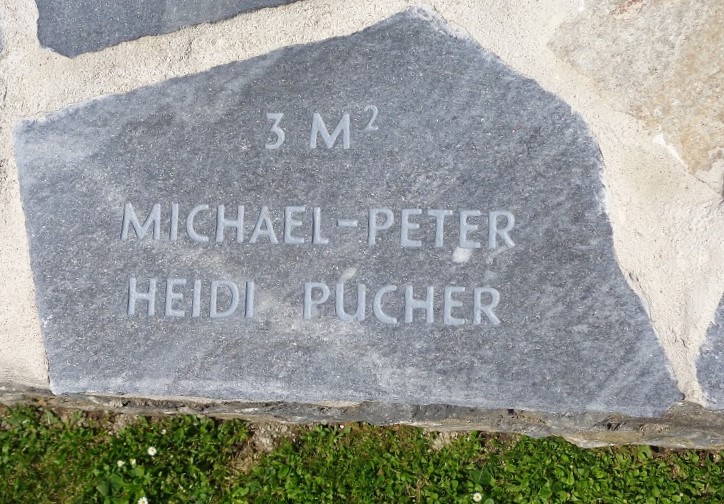 3 M²
MICHAEL-PETER
HEIDI PUCHER